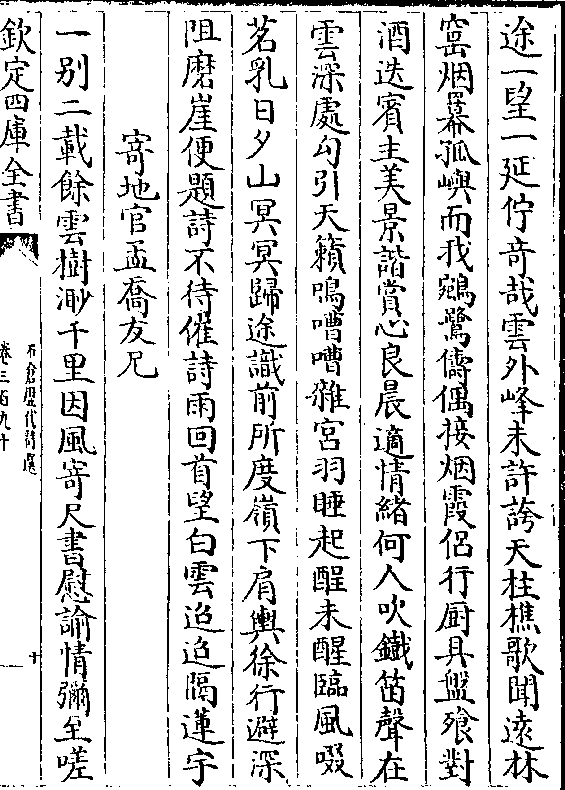 途一望一延佇奇哉雲外峰未許誇天柱樵歌聞遠林
窑烟羃孤嶼而我鵷鷺儔偶接烟霞侣行厨具盤飱對
酒迭賓主美景諧賞心良晨適情緒何人吹鐵笛聲在
雲深處勾引天籟鳴嘈嘈雜宫羽睡起酲未醒臨風啜
茗乳日夕山冥冥歸途識前所度嶺下肩輿徐行避深
阻磨崖便題詩不待催詩雨回首望白雲迢迢隔蓮宇
寄地官孟喬友兄
一别二載餘雲樹渺千里因風寄尺書慰諭情彌至嗟
欽定四庫全書
石倉歴代詩選
卷三百九十
十